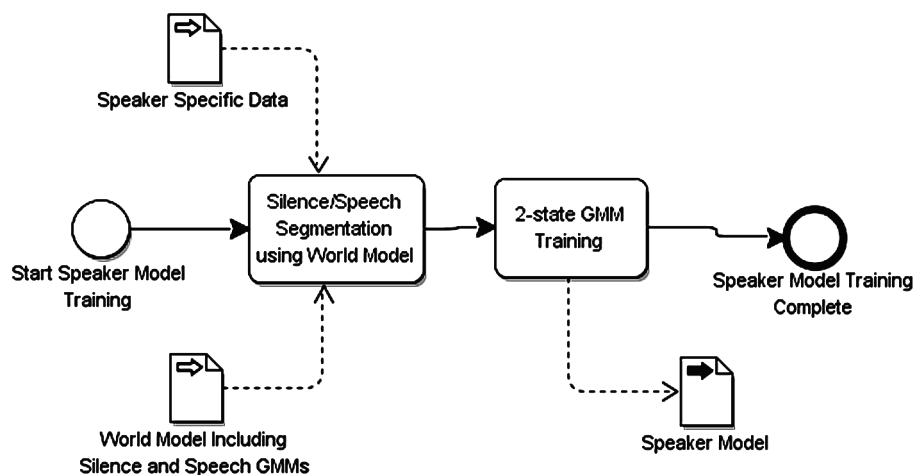 Speaker Specific Data
Silence/Speech
Segmentation
using World Model
2-state GMM
Training
Start Speaker Model
Training
Speaker Model Training
Complete
World Model Including
Silence and Speech GMMs
Speaker Model